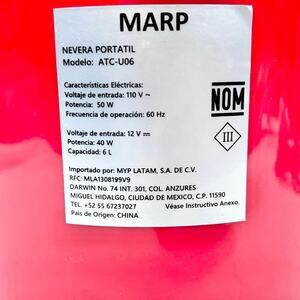 MARP
NEVERA PORTATIL
Modelo: ATC-U06
Características Eléctricas:
Voltaje de entrada: 110 V ~
Potencia: 50 W
Frecuencia de operación: 60 Hz
NOM
Voltaje de entrada: 12 V ⎓
Potencia: 40 W
Capacidad: 6 L
III
Importado por: MYP LATAM, S.A. DE C.V.
RFC: MLA1308199V9
DARWIN No. 74 INT. 301, COL. ANZURES
MIGUEL HIDALGO, CIUDAD DE MEXICO, C.P. 11590
TEL. +52 55 67237027 Véase Instructivo Anexo.
País de Origen: CHINA